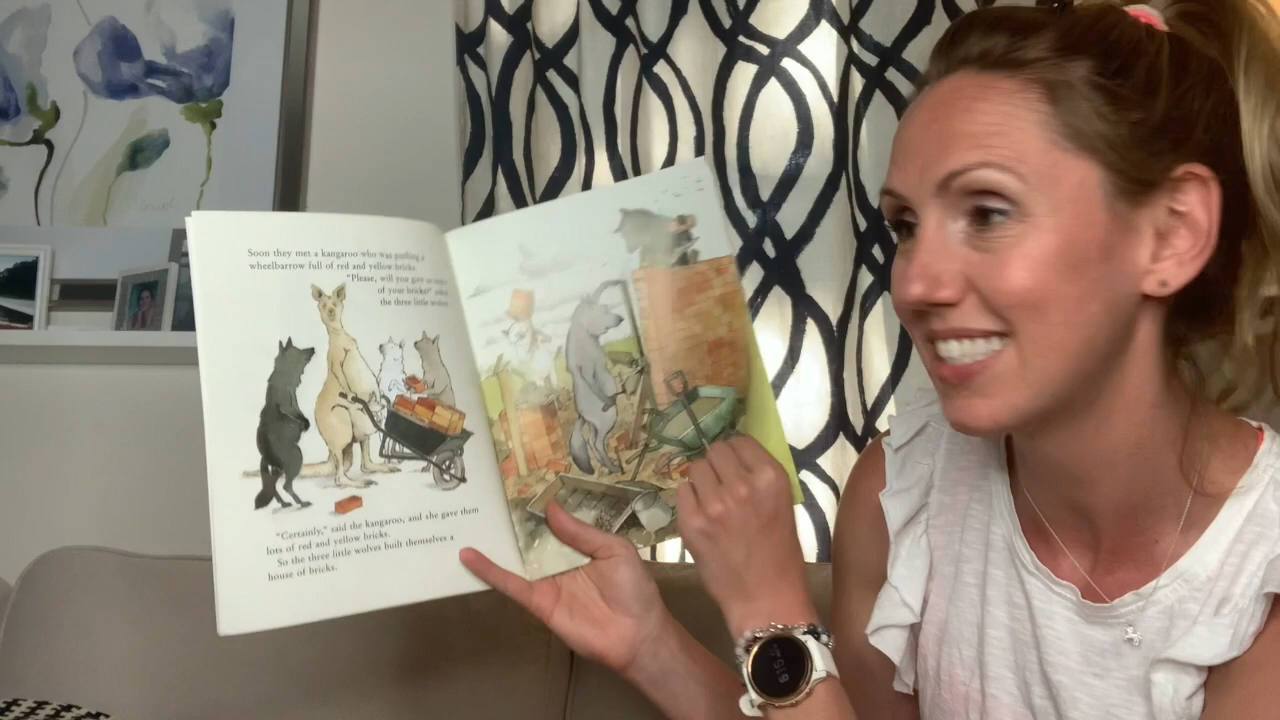 Soon they met a kangaroo who was pushing a
wheelbarrow full of red and yellow bricks.
"Please, will you give us some
of your bricks?" asked
the three little wolves.
"Certainly," said the kangaroo, and she gave them
lots of red and yellow bricks.
So the three little wolves built themselves a
house of bricks.